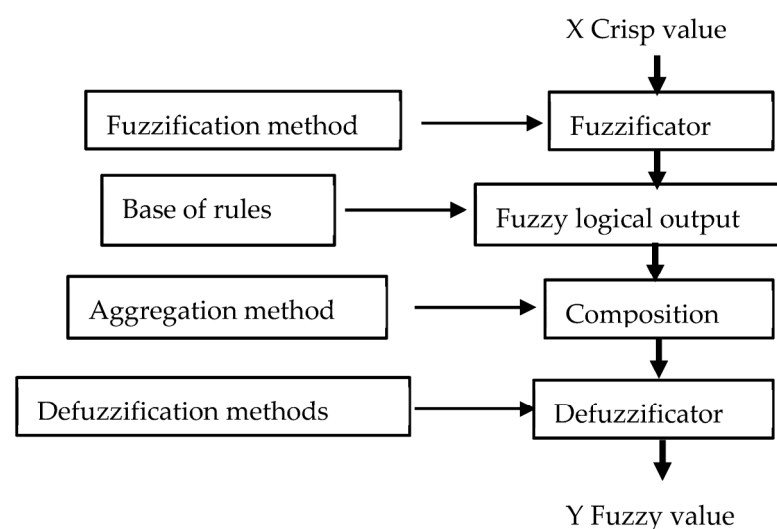 X Crisp value
Fuzzification method
Fuzzificator
Base of rules
Fuzzy logical output
Aggregation method
Composition
Defuzzification methods
Defuzzificator
Y Fuzzy value